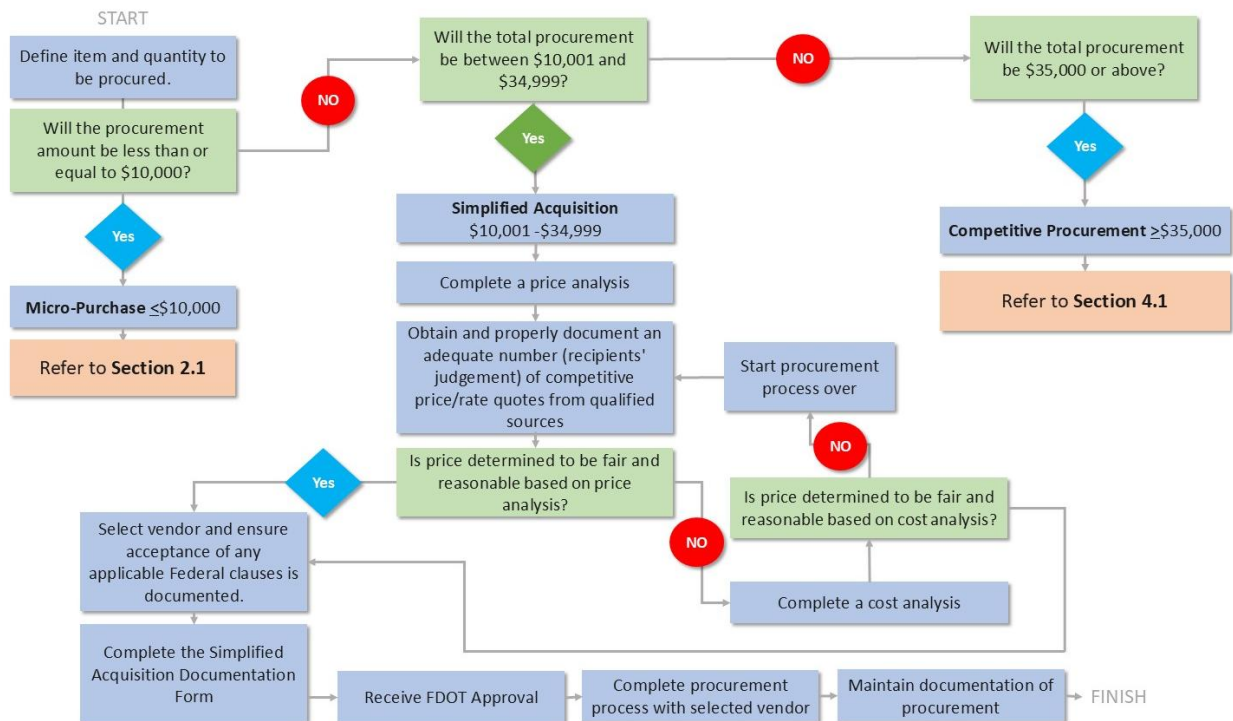 START
Define item and quantity to
be procured.
Will the procurement
amount be less than or
equal to $10,000?
Yes
Micro-Purchase ≤$10,000
Refer to Section 2.1
NO
Will the total procurement
be between $10,001 and
$34,999?
Yes
Simplified Acquisition
$10,001 -$34,999
Complete a price analysis
Obtain and properly document an
adequate number (recipients'
judgement) of competitive
price/rate quotes from qualified
sources
Is price determined to be fair and
reasonable based on price
analysis?
NO
Will the total procurement
be $35,000 or above?
Yes
Competitive Procurement ≥$35,000
Refer to Section 4.1
Start procurement
process over
NO
Is price determined to be fair and
reasonable based on cost analysis?
NO
Complete a cost analysis
Yes
Select vendor and ensure
acceptance of any
applicable Federal clauses is
documented.
Complete the Simplified
Acquisition Documentation
Form
Receive FDOT Approval
Complete procurement
process with selected vendor
Maintain documentation of
procurement
FINISH